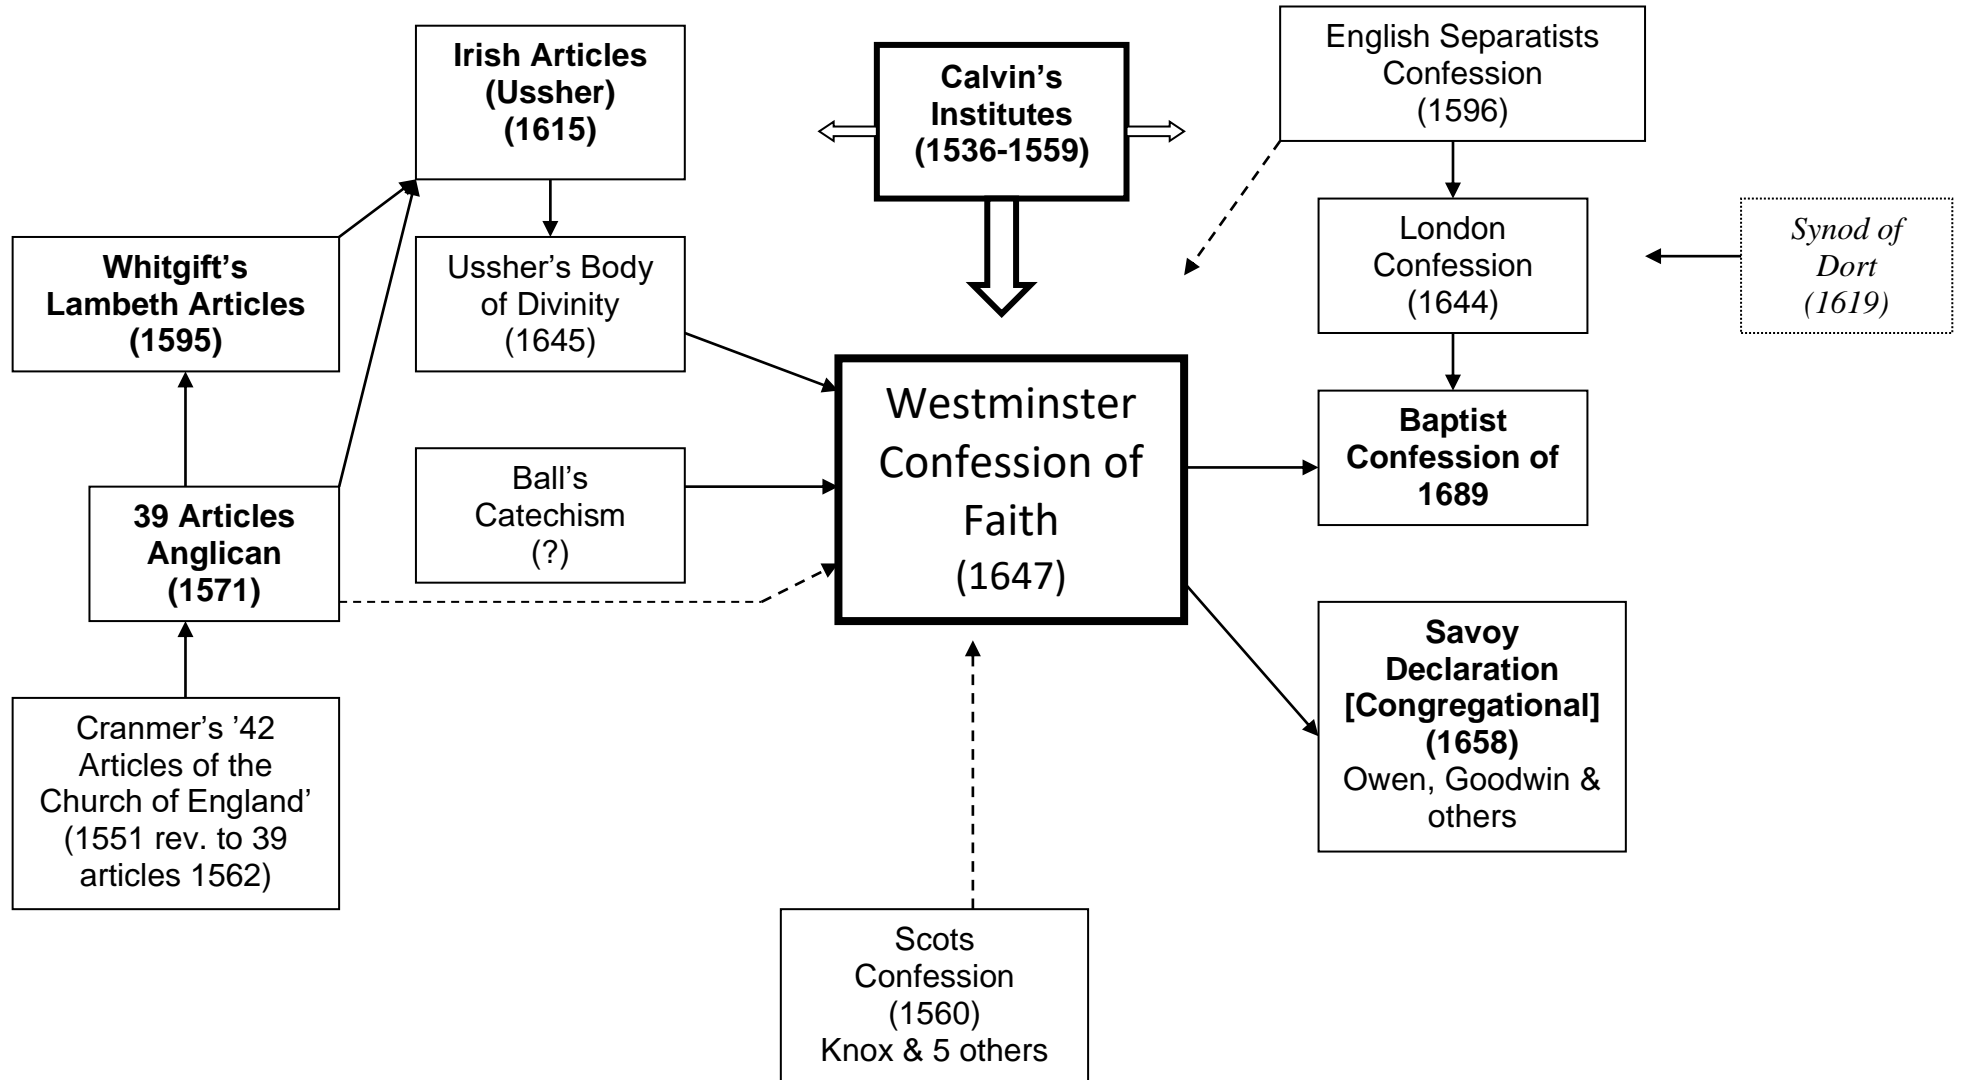 Irish Articles
(Ussher)
(1615)
Calvin’s
Institutes
(1536-1559)
English Separatists
Confession
(1596)
Whitgift’s
Lambeth Articles
(1595)
Ussher’s Body
of Divinity
(1645)
London
Confession
(1644)
Synod of
Dort
(1619)
Westminster
Confession of
Faith
(1647)
Baptist
Confession of
1689
39 Articles
Anglican
(1571)
Ball’s
Catechism
(?)
Savoy
Declaration
[Congregational]
(1658)
Owen, Goodwin &
others
Cranmer’s ’42
Articles of the
Church of England’
(1551 rev. to 39
articles 1562)
Scots
Confession
(1560)
Knox & 5 others